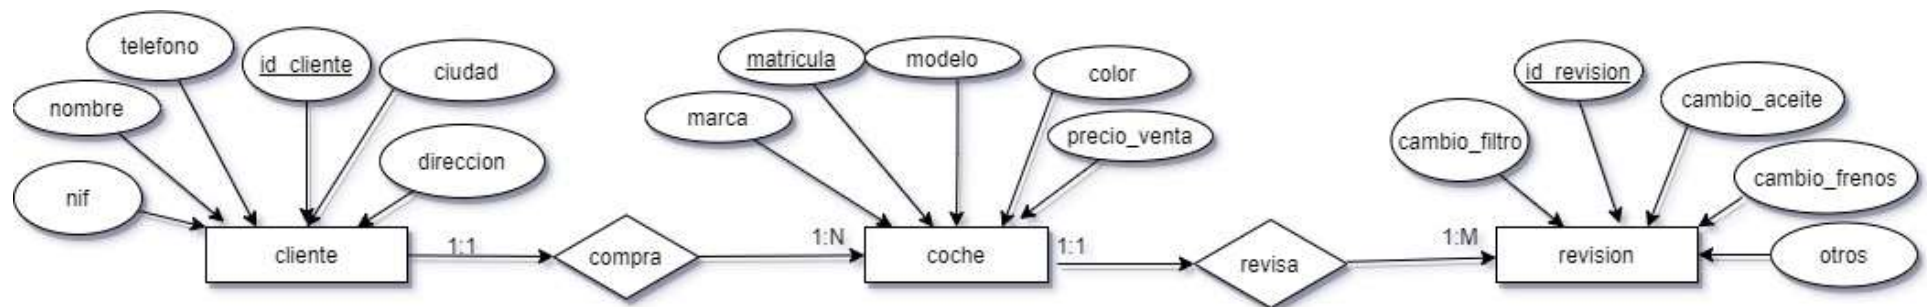 telefono
id_cliente
ciudad
nombre
direccion
nif
cliente
1:1
compra
1:N
matricula
modelo
color
marca
precio_venta
coche
1:1
revisa
1:M
id_revision
cambio_aceite
cambio_filtro
cambio_frenos
otros
revision